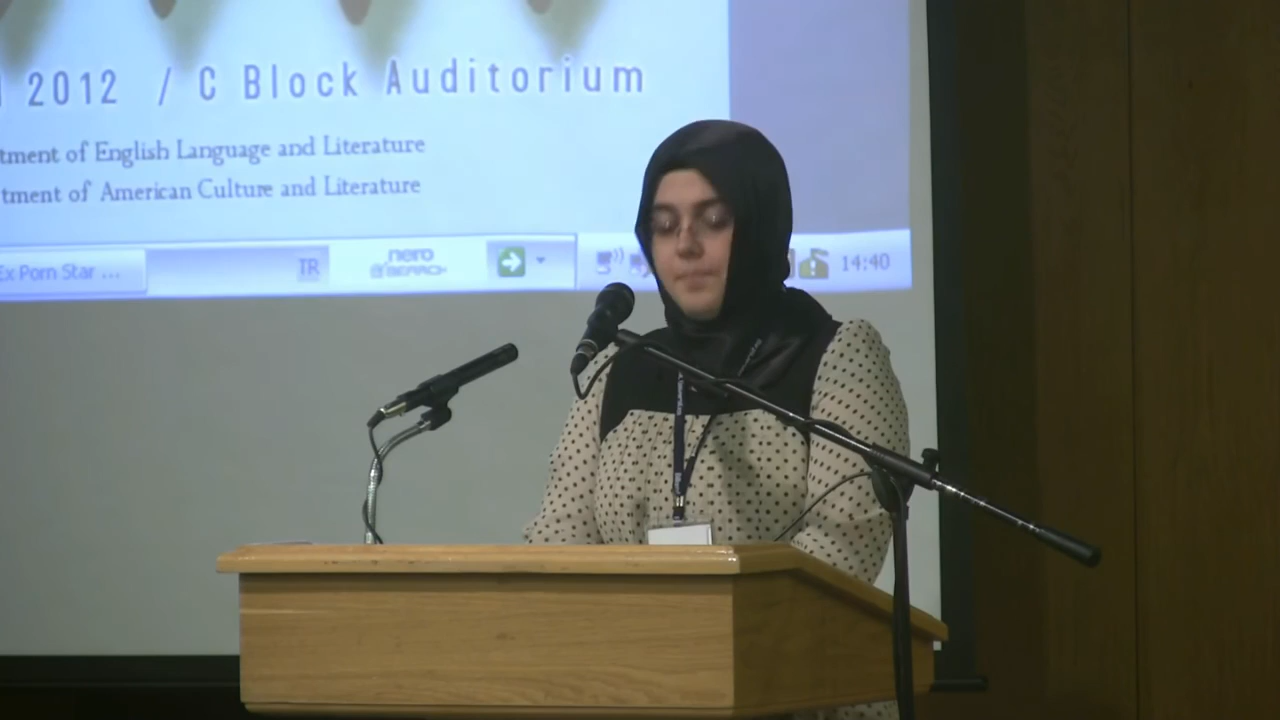 2012 / C Block Auditorium
tment of English Language and Literature
tment of American Culture and Literature
Ex Porn Star ...
TR
nero
SEARCH
14:40